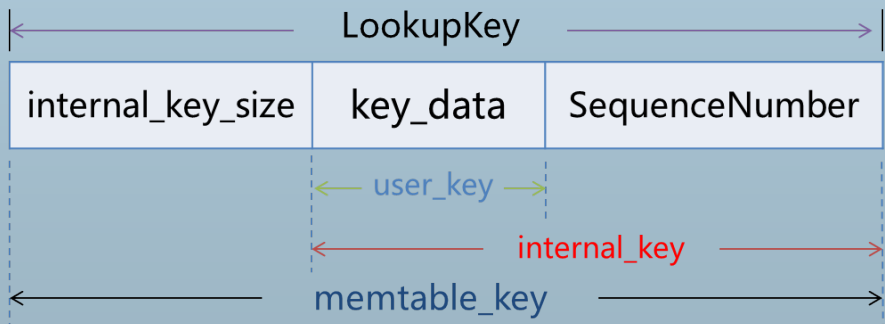 LookupKey
internal_key_size key_data SequenceNumber
user_key
internal_key
memtable_key